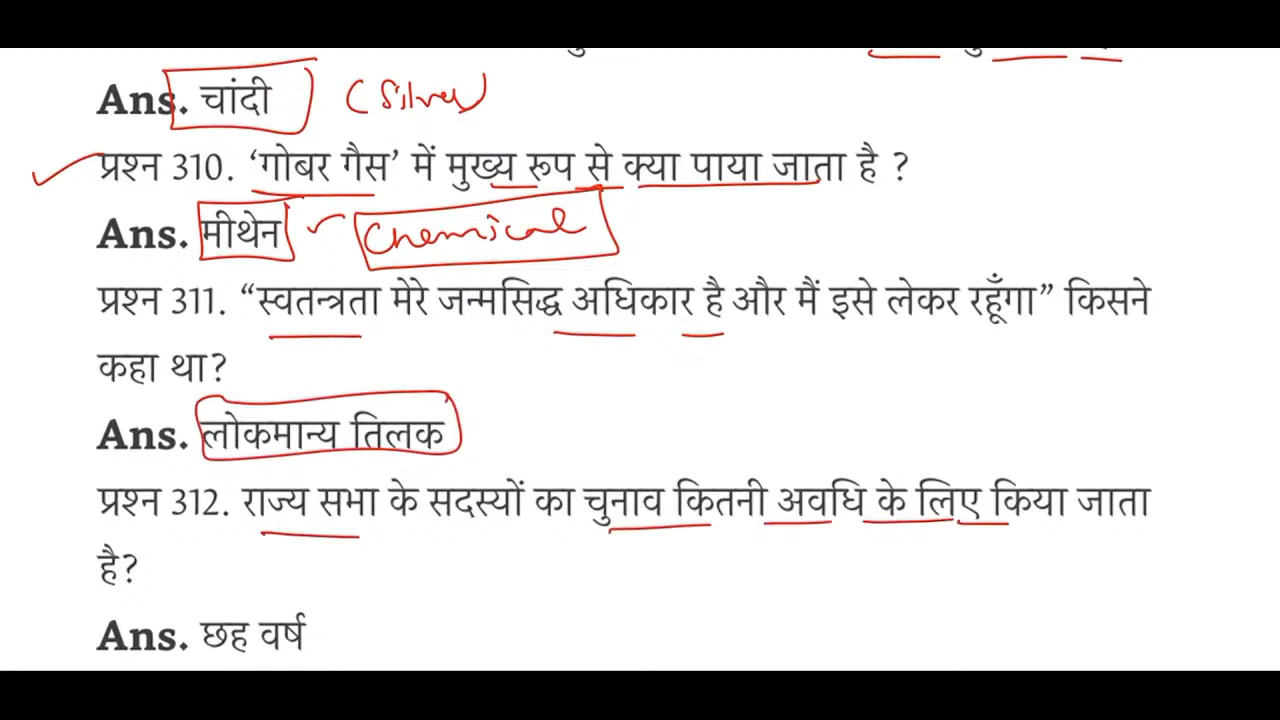 Ans. चांदी (Silver)
प्रश्न 310. ‘गोबर गैस’ में मुख्य रूप से क्या पाया जाता है ?
Ans. मीथेन Chemical
प्रश्न 311. “स्वतन्त्रता मेरे जन्मसिद्ध अधिकार है और मैं इसे लेकर रहूँगा” किसने
कहा था?
Ans. लोकमान्य तिलक
प्रश्न 312. राज्य सभा के सदस्यों का चुनाव कितनी अवधि के लिए किया जाता
है?
Ans. छह वर्ष